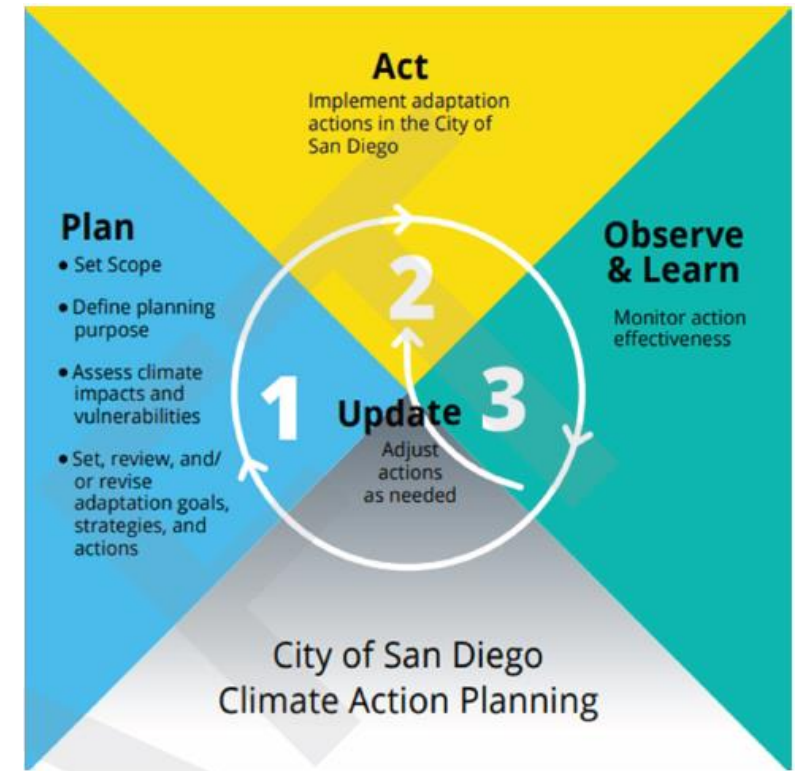 Act
Implement adaptation
actions in the City of
San Diego
Plan
• Set Scope
• Define planning
purpose
• Assess climate
impacts and
vulnerabilities
• Set, review, and/
or revise
adaptation goals,
strategies, and
actions
Observe
& Learn
Monitor action
effectiveness
1
2
3
Update
Adjust
actions
as needed
City of San Diego
Climate Action Planning